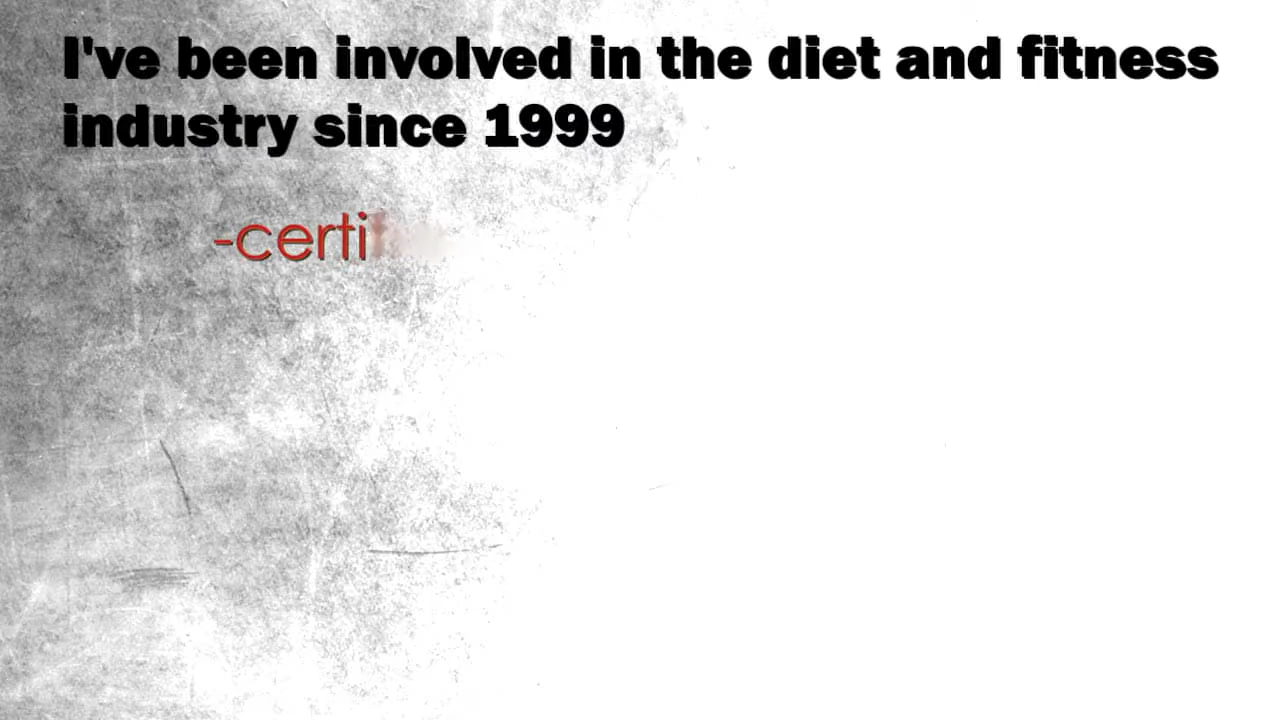 I've been involved in the diet and fitness
industry since 1999
-certi